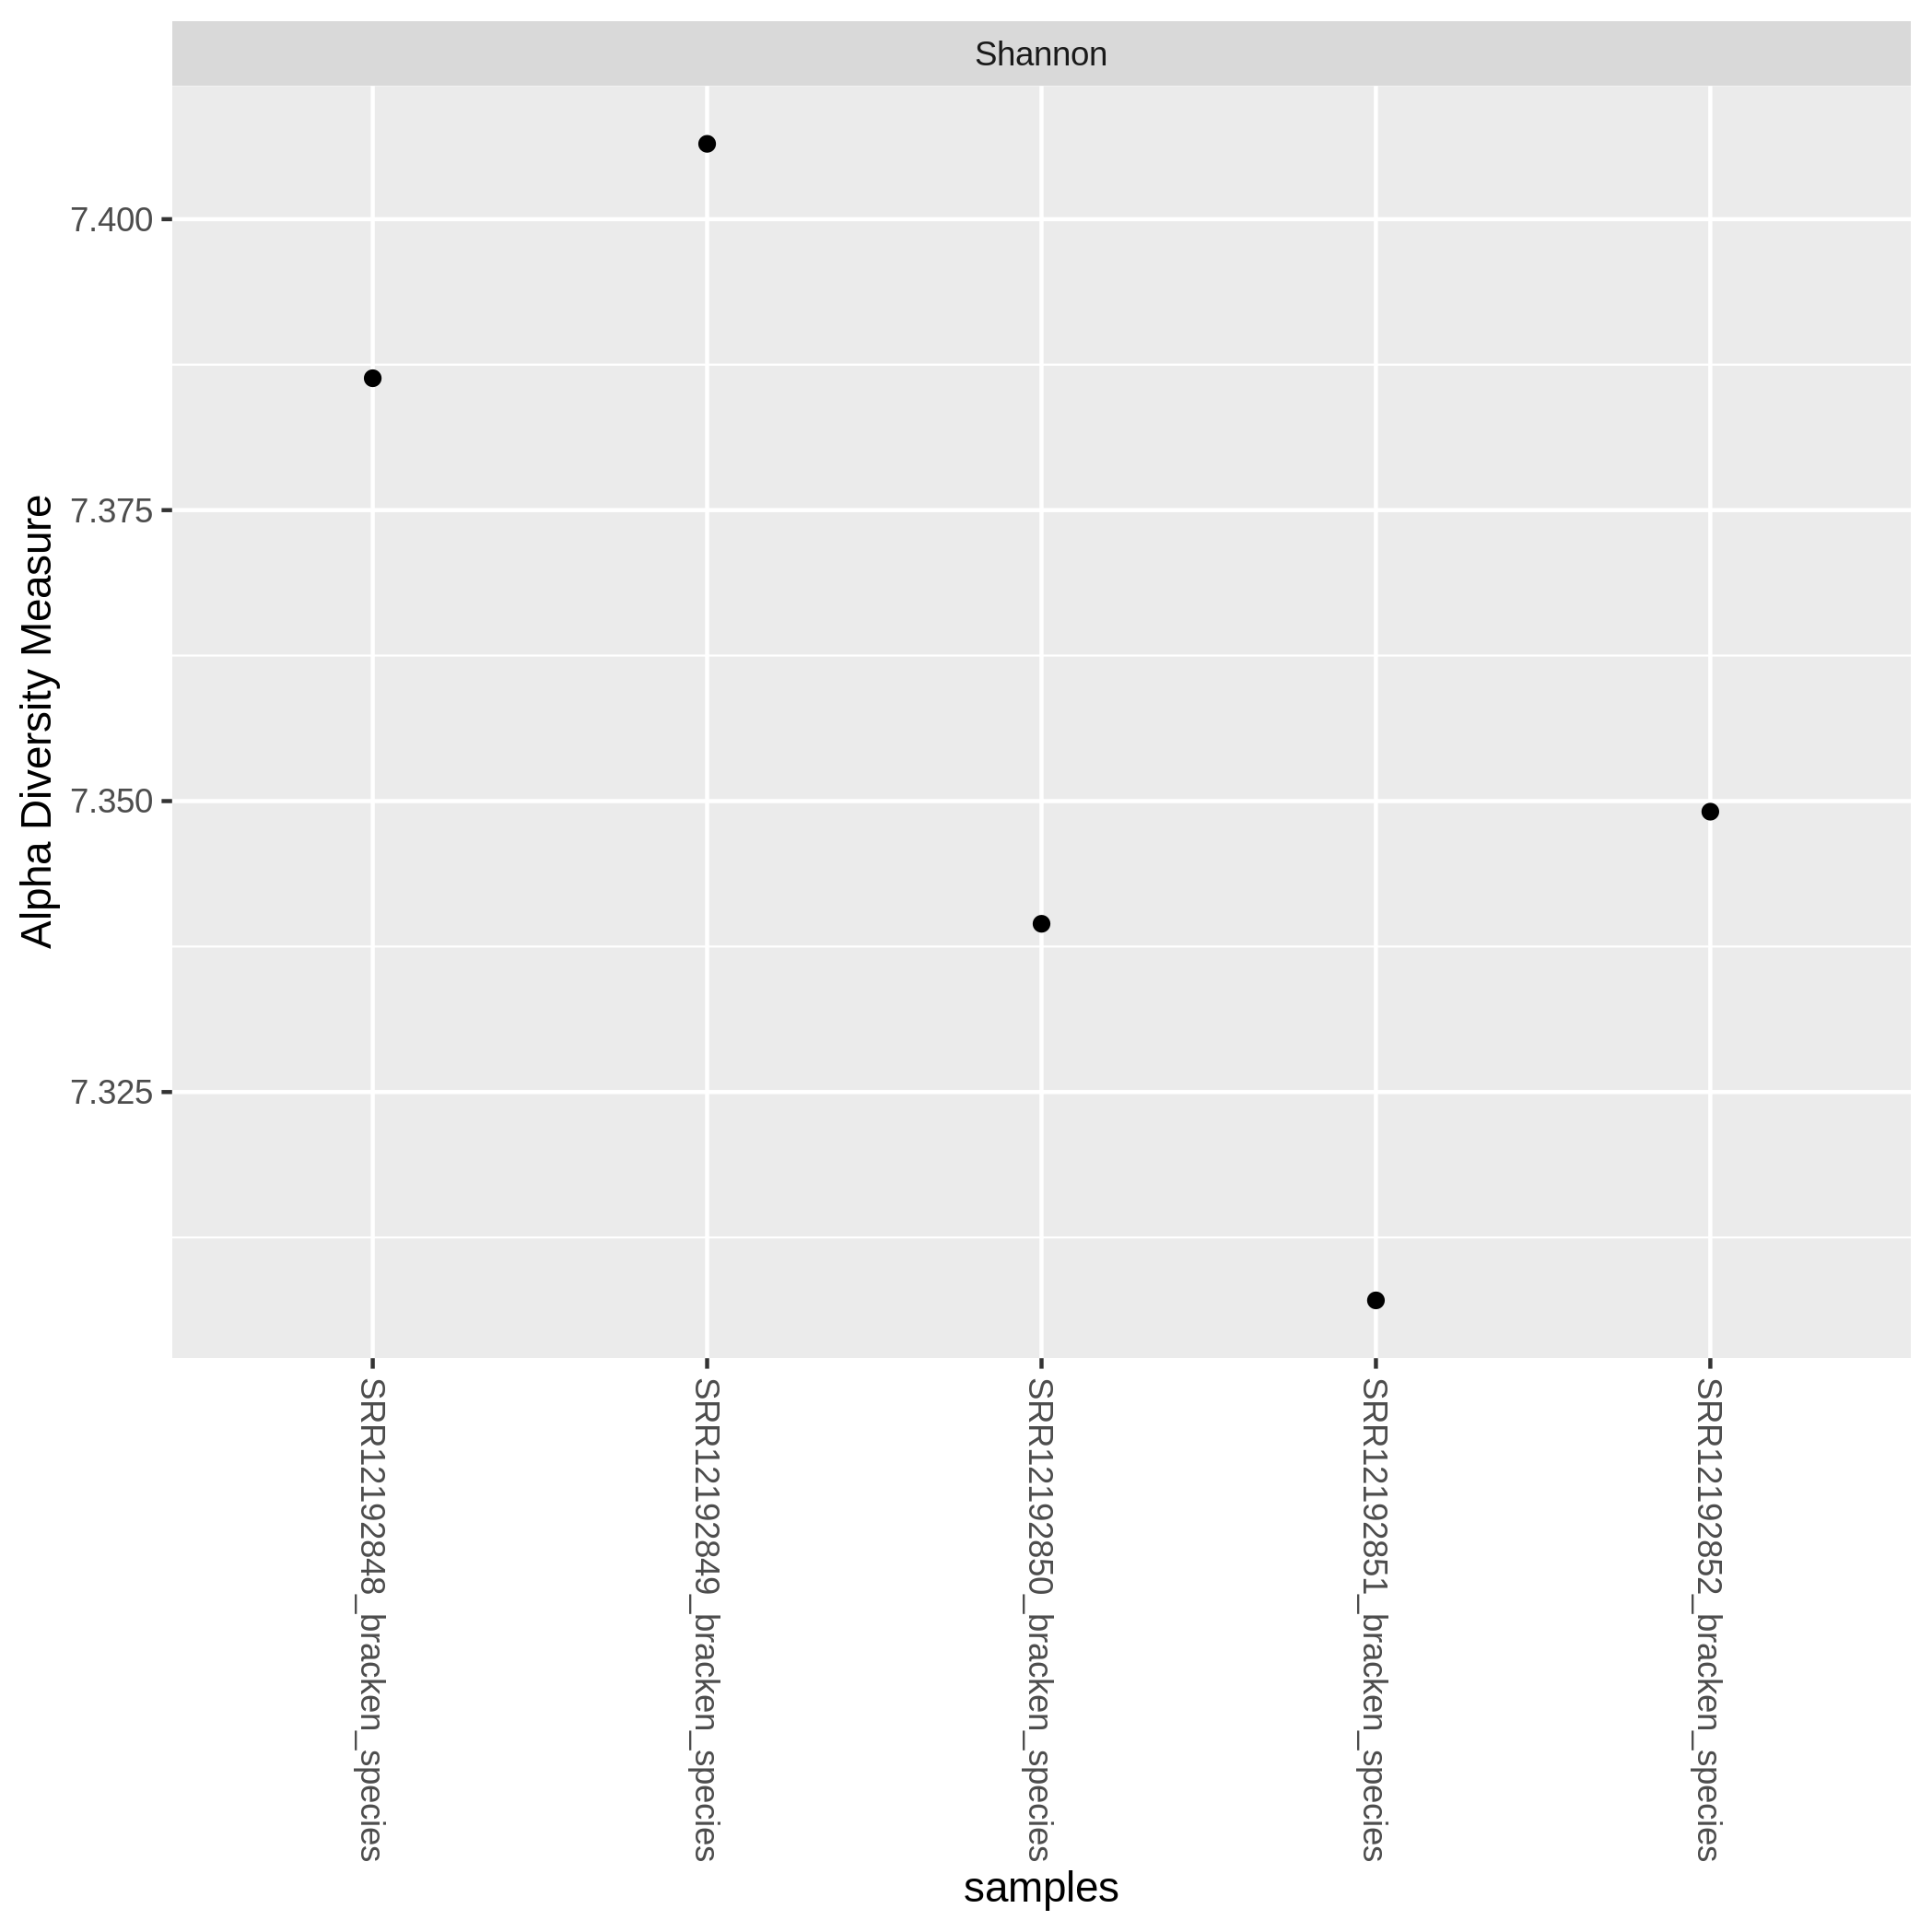 Shannon
Alpha Diversity Measure
7.400
7.375
7.350
7.325
SRR12192848_bracken_species
SRR12192849_bracken_species
SRR12192850_bracken_species
SRR12192851_bracken_species
SRR12192852_bracken_species
samples